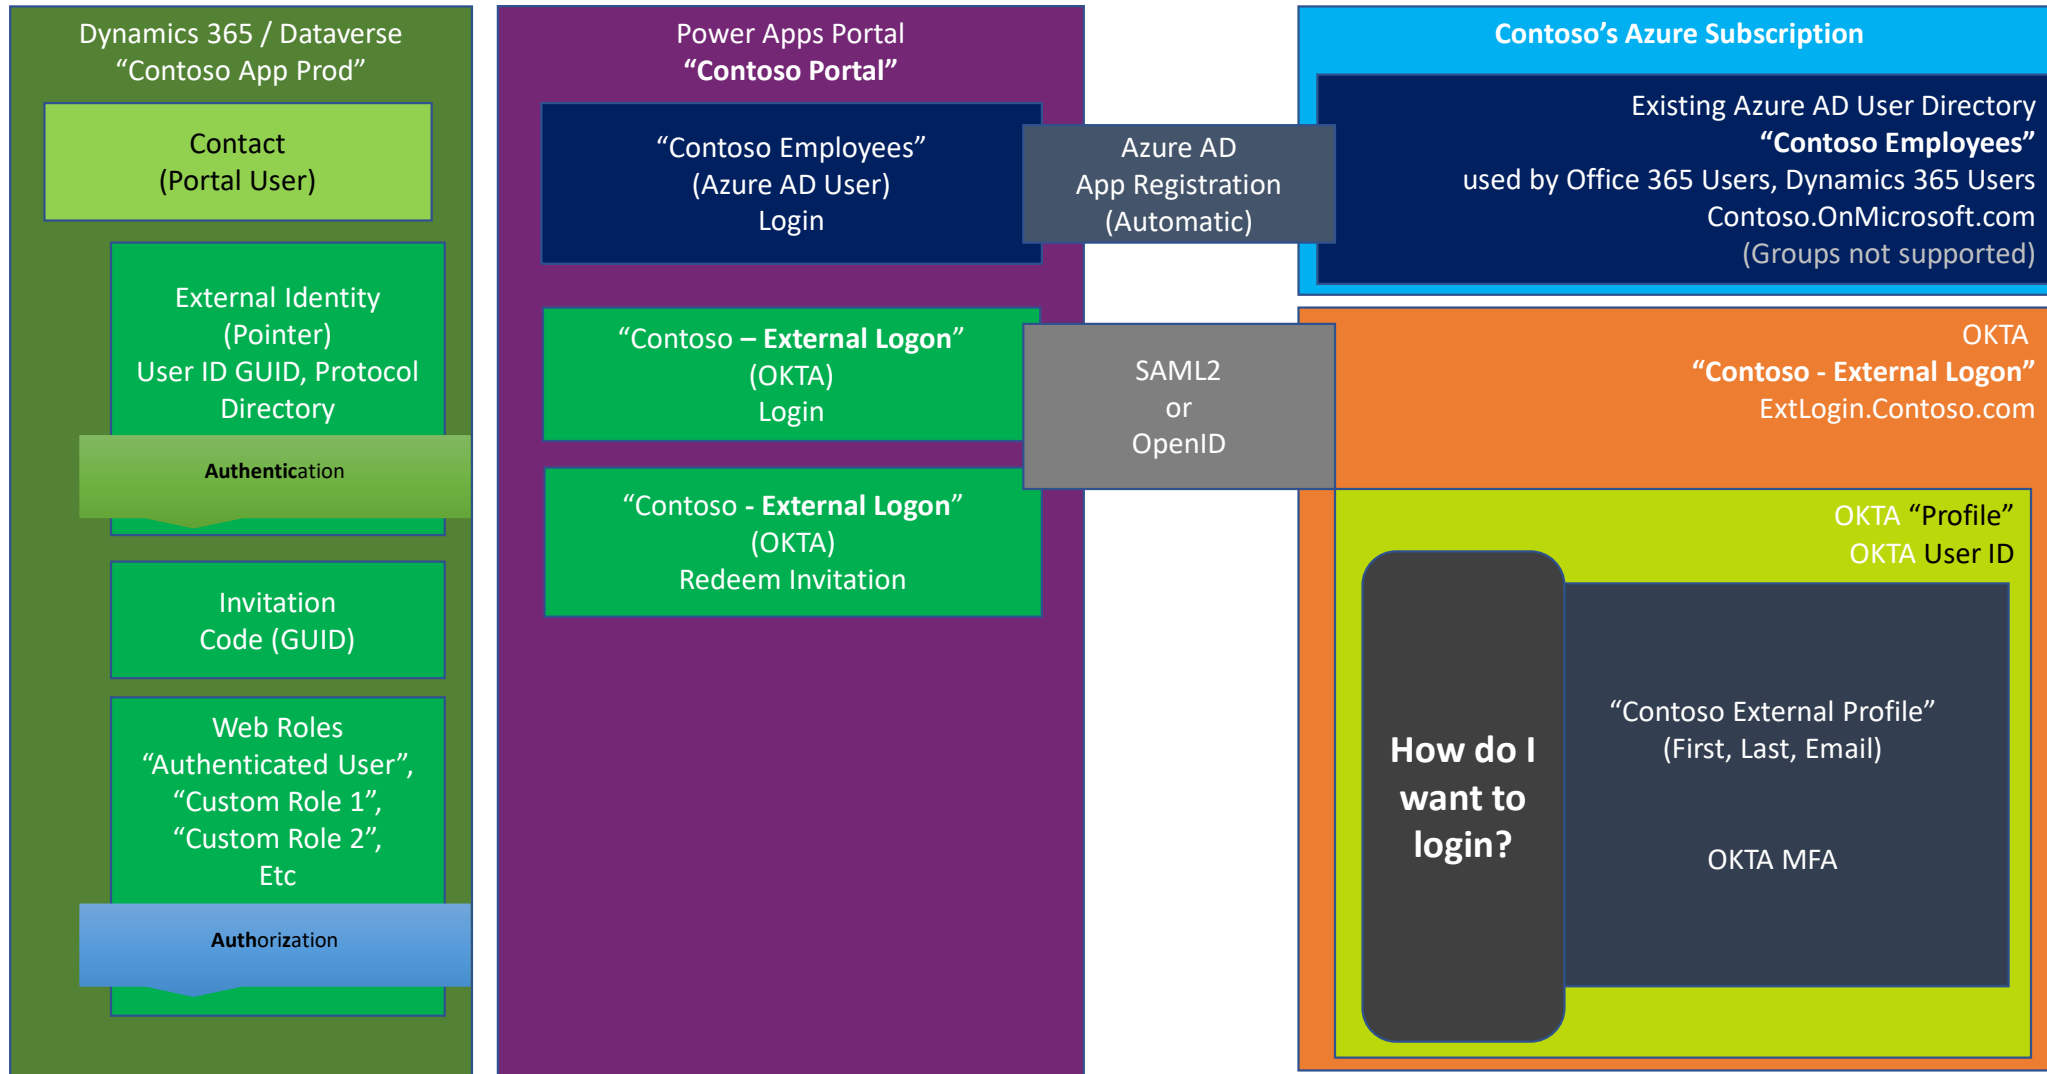 Dynamics 365 / Dataverse
“Contoso App Prod”
Contact
(Portal User)
External Identity
(Pointer)
User ID GUID, Protocol
Directory
Authentication
Invitation
Code (GUID)
Web Roles
“Authenticated User”,
“Custom Role 1”,
“Custom Role 2”,
Etc
Authorization
Power Apps Portal
“Contoso Portal”
“Contoso Employees”
(Azure AD User)
Login
“Contoso – External Logon”
(OKTA)
Login
“Contoso - External Logon”
(OKTA)
Redeem Invitation
Azure AD
App Registration
(Automatic)
SAML2
or
OpenID
Contoso’s Azure Subscription
Existing Azure AD User Directory
“Contoso Employees”
used by Office 365 Users, Dynamics 365 Users
Contoso.OnMicrosoft.com
(Groups not supported)
OKTA
“Contoso - External Logon”
ExtLogin.Contoso.com
OKTA “Profile”
OKTA User ID
How do I
want to
login?
“Contoso External Profile”
(First, Last, Email)
OKTA MFA